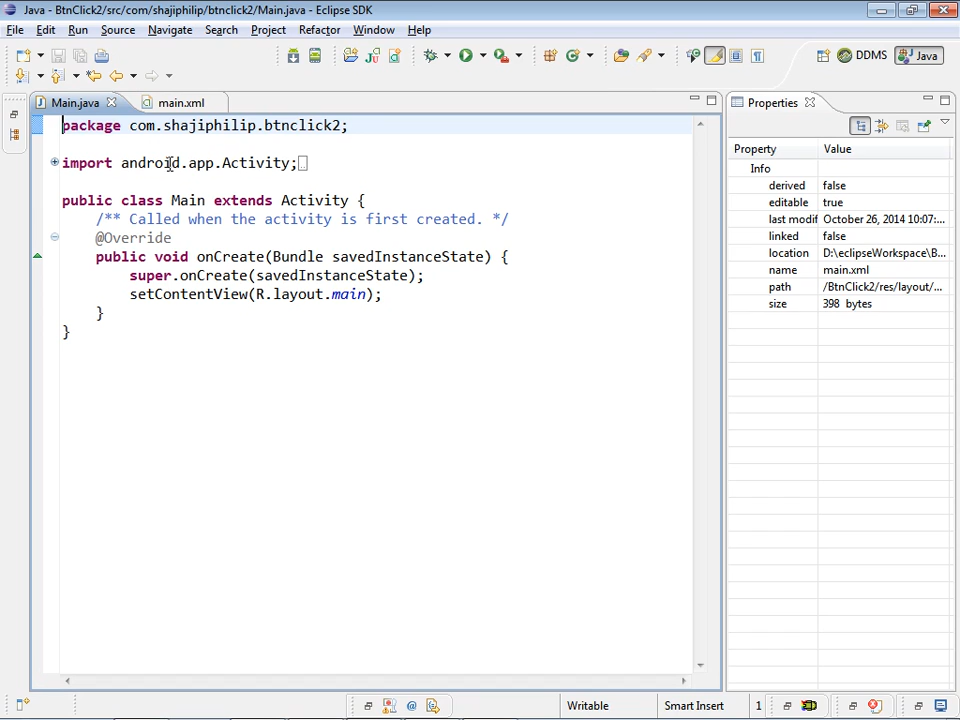 Java - BtnClick2/src/com/shajiphilip/btnclick2/Main.java - Eclipse SDK
File Edit Run Source Navigate Search Project Refactor Window Help
DDMS Java
Main.java main.xml
Properties
package com.shajiphilip.btnclick2;
Property Value
import android.app.Activity;
Info
derived false
public class Main extends Activity {
editable true
/** Called when the activity is first created. */
last modif October 26, 2014 10:07:...
@Override
linked false
public void onCreate(Bundle savedInstanceState) {
location D:\eclipseWorkspace\B...
name main.xml
super.onCreate(savedInstanceState);
path /BtnClick2/res/layout/...
setContentView(R.layout.main);
size 398 bytes
}
}
Writable Smart Insert 1